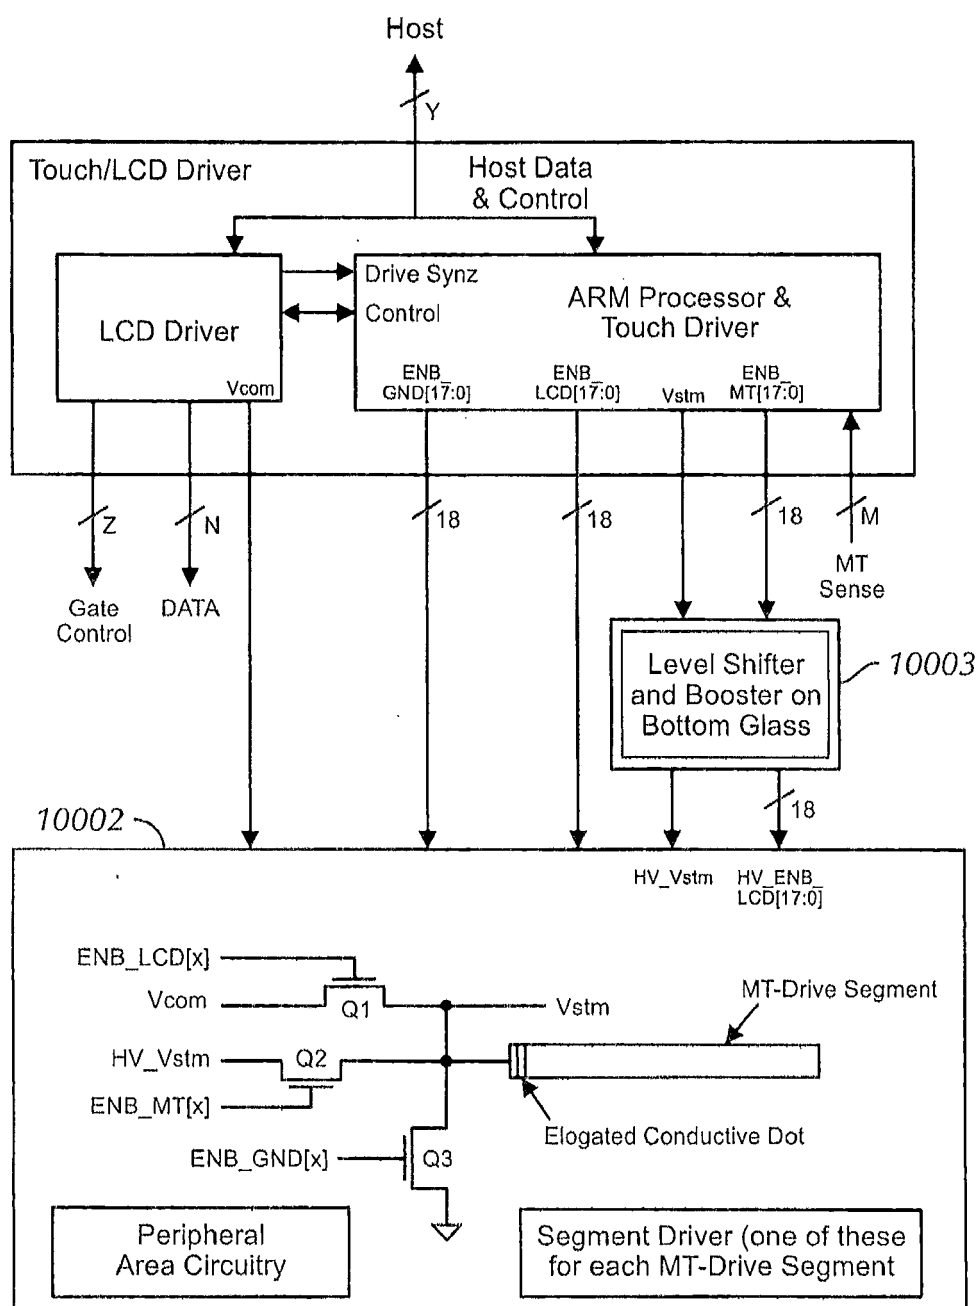 Host
Y
Touch/LCD Driver
Host Data
& Control
LCD Driver
Vcom
Drive Synz
Control
ARM Processor &
Touch Driver
ENB_
GND[17:0]
ENB_
LCD[17:0]
Vstm
ENB_
MT[17:0]
Z
N
18
18
18
M
Gate
Control
DATA
MT
Sense
Level Shifter
and Booster on
Bottom Glass
10003
18
10002
HV_Vstm
HV_ENB_
LCD[17:0]
ENB_LCD[x]
Vcom
Q1
Vstm
MT-Drive Segment
HV_Vstm
Q2
ENB_MT[x]
Elogated Conductive Dot
ENB_GND[x]
Q3
Peripheral
Area Circuitry
Segment Driver (one of these
for each MT-Drive Segment